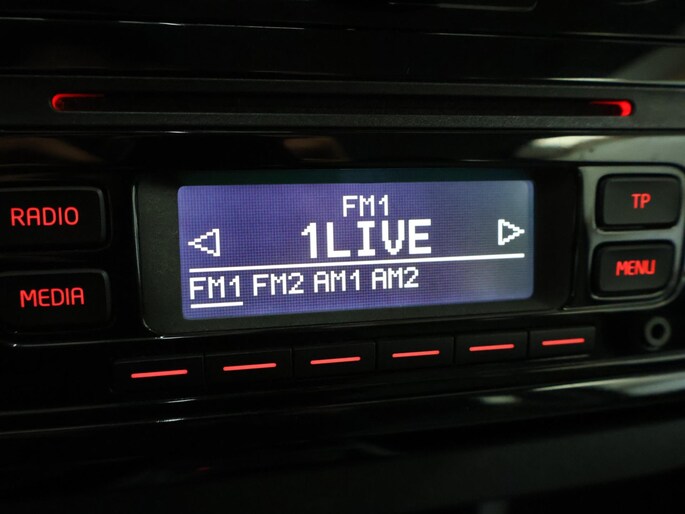 RADIO
MEDIA
FM1
1LIVE
FM1 FM2 AM1 AM2
TP
MENU